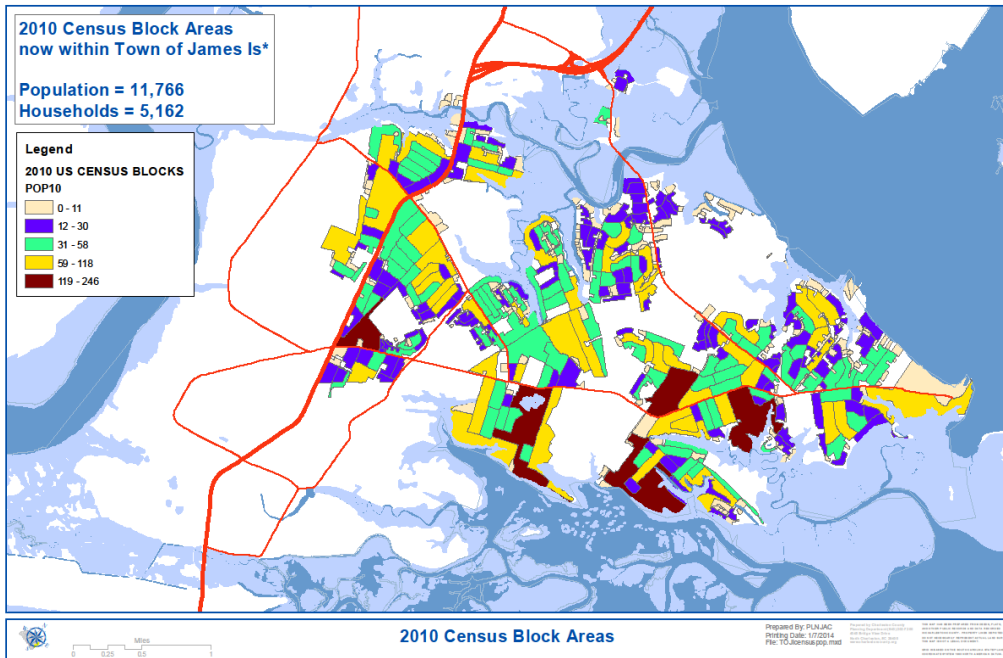 2010 Census Block Areas
now within Town of James Is*
Population = 11,766
Households = 5,162
Legend
2010 US CENSUS BLOCKS
POP10
0 - 11
12 - 30
31 - 58
59 - 118
119 - 246
Miles
0 0.25 0.5 1
2010 Census Block Areas
Prepared By: PLNJAC
Printing Date: 1/7/2014
File: TOJIcensuspop.mxd